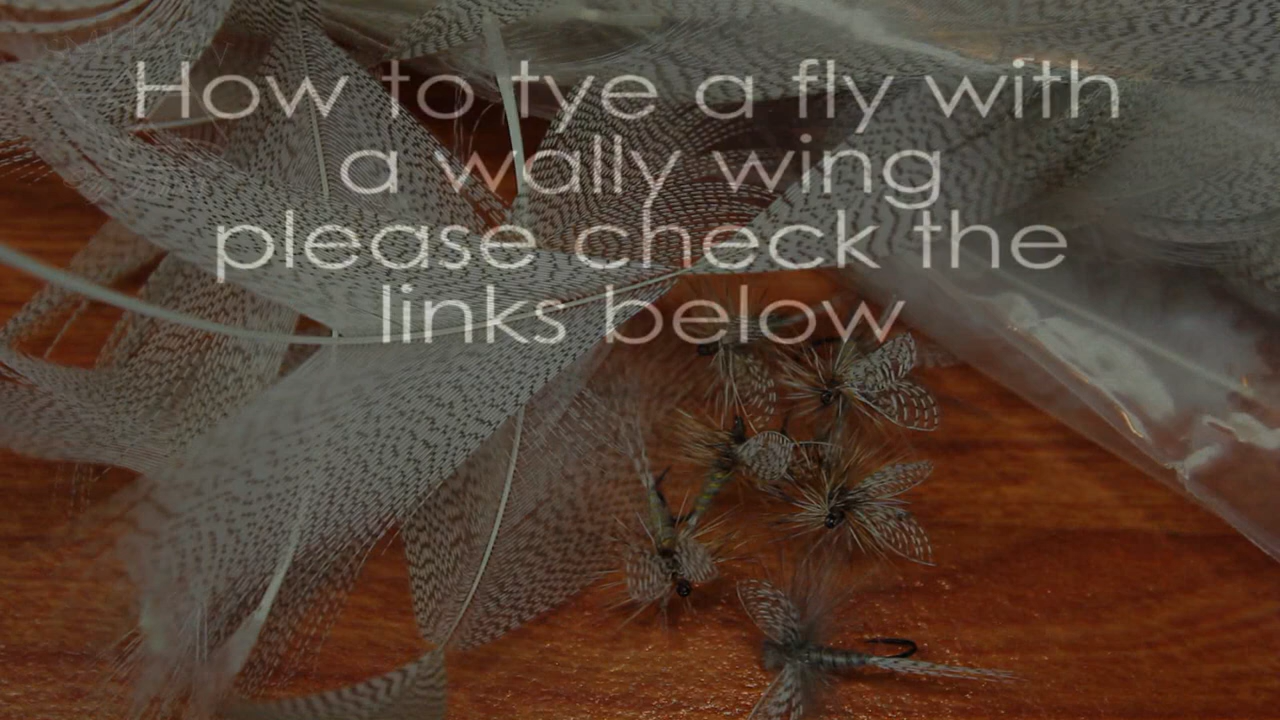 How to tye a fly with
a wally wing
please check the
links below